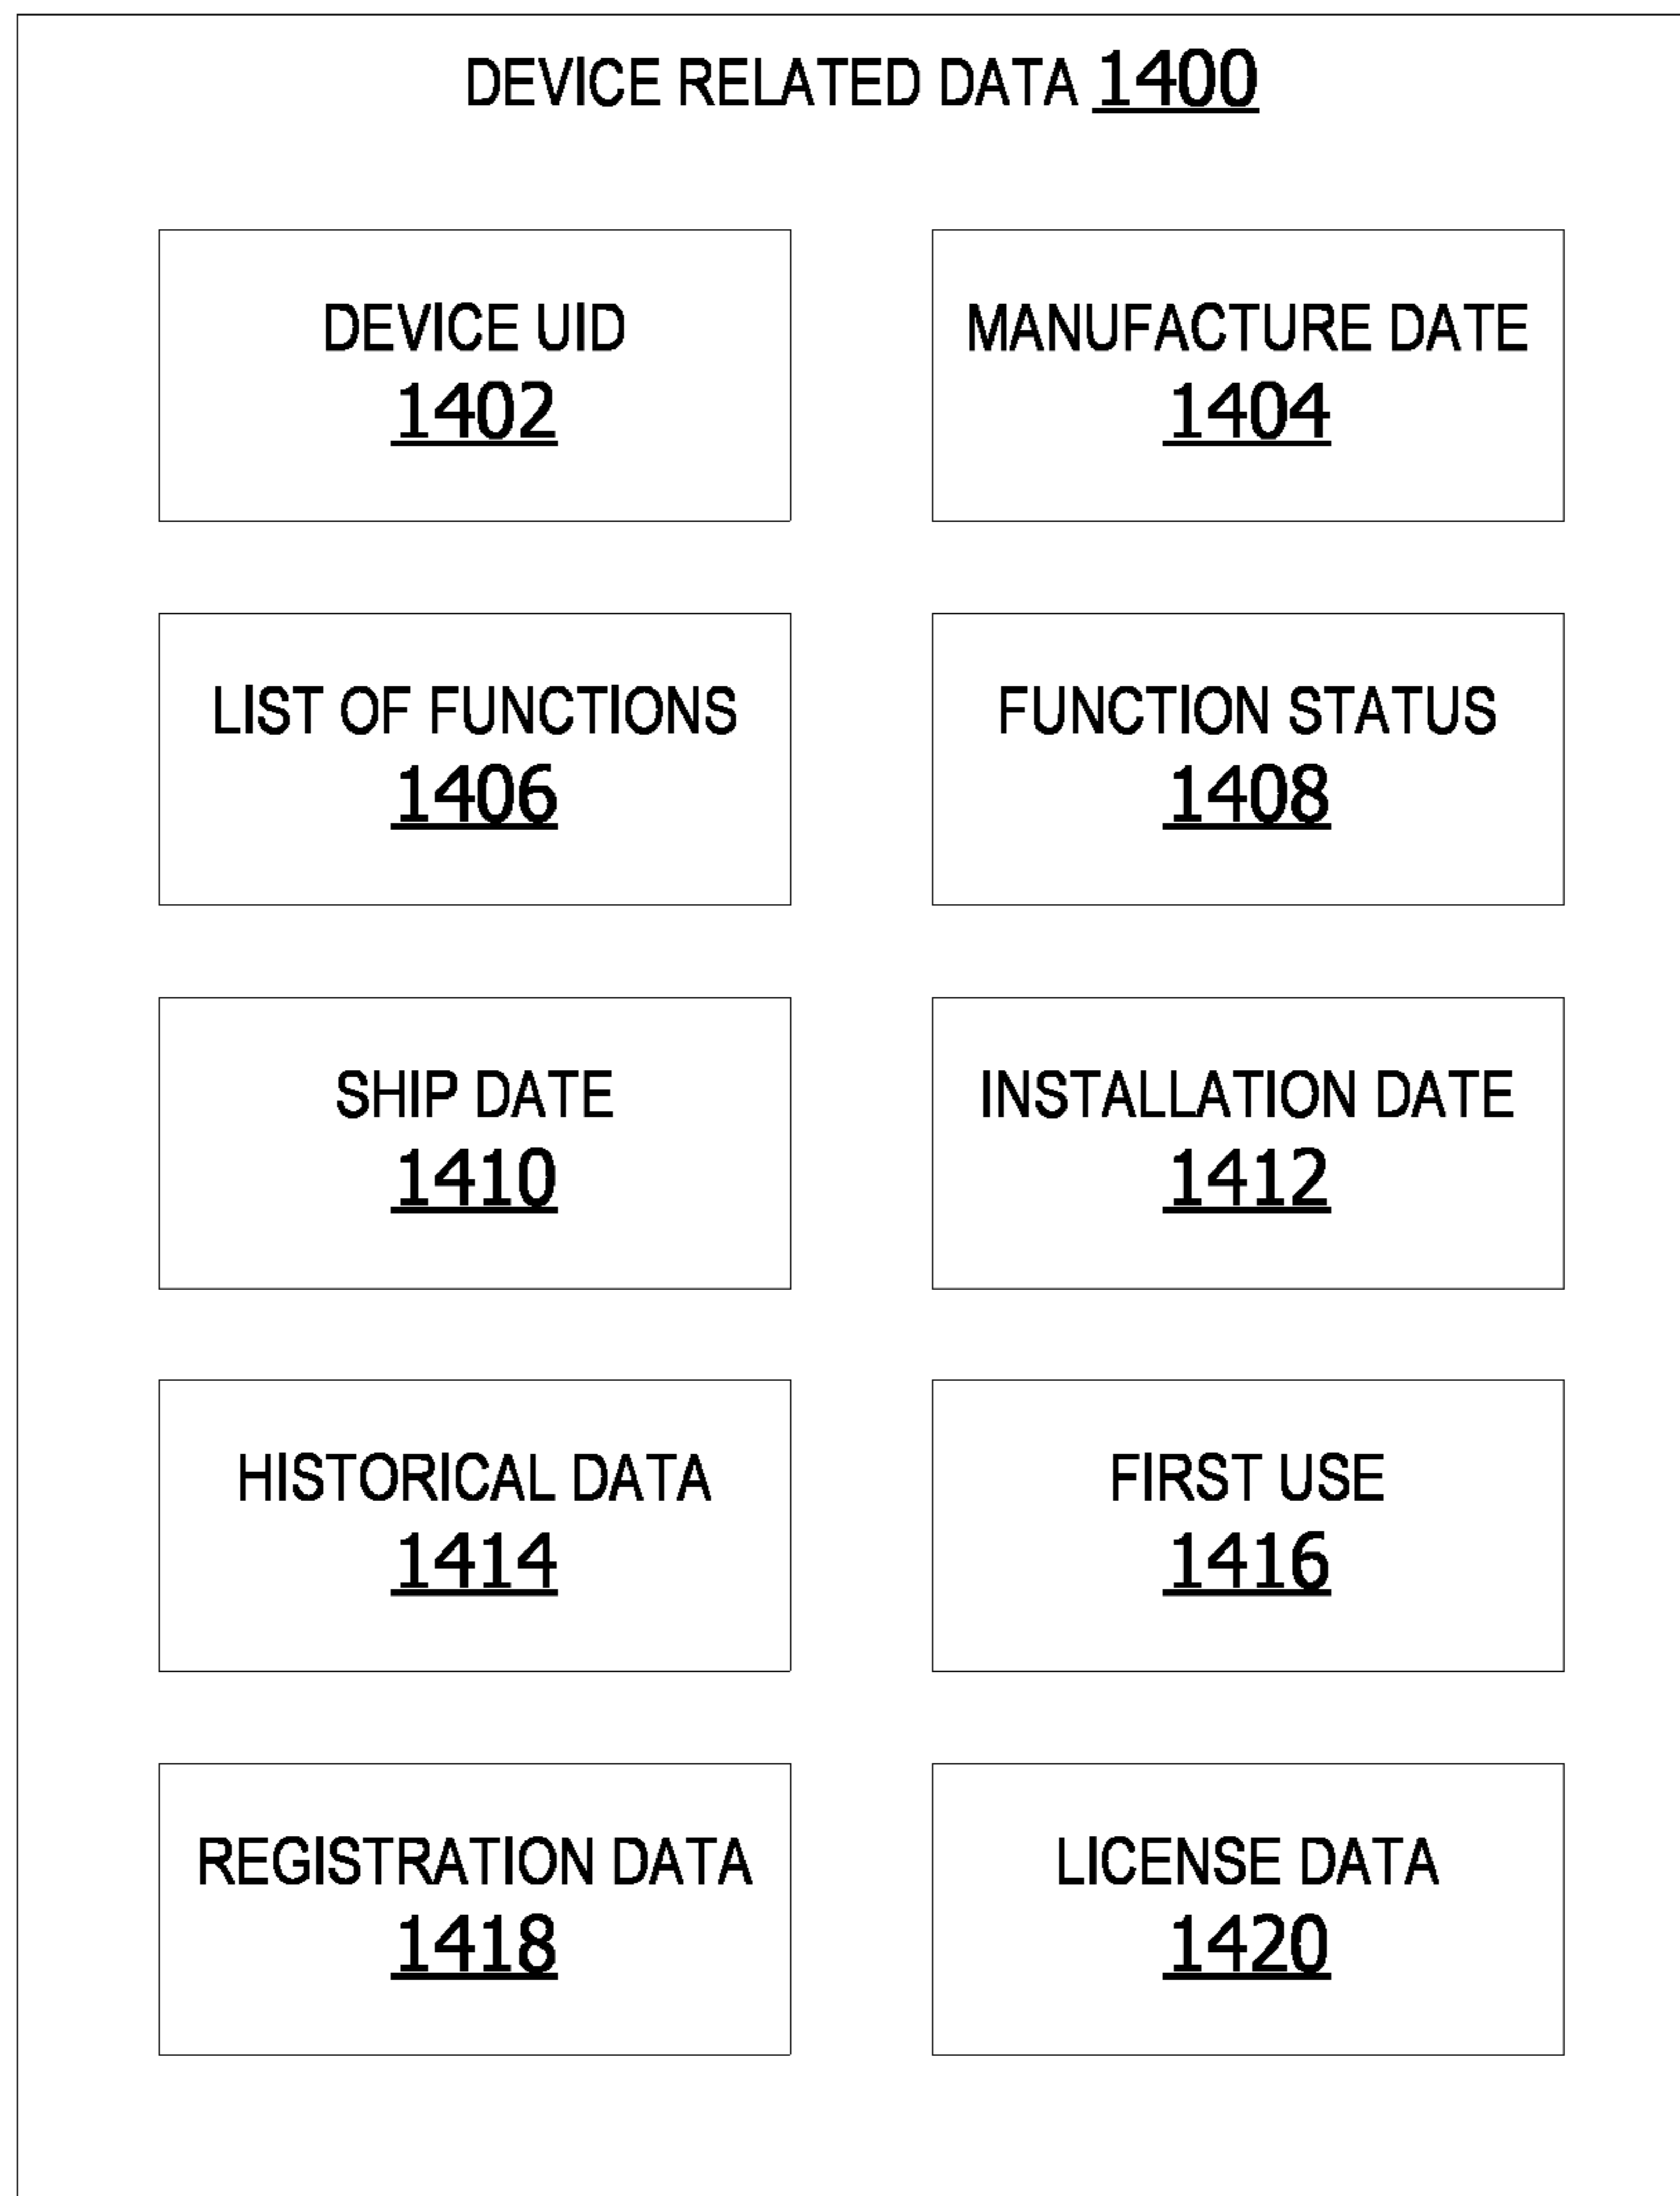 DEVICE RELATED DATA 1400
DEVICE UID
1402
MANUFACTURE DATE
1404
LIST OF FUNCTIONS
1406
FUNCTION STATUS
1408
SHIP DATE
1410
INSTALLATION DATE
1412
HISTORICAL DATA
1414
FIRST USE
1416
REGISTRATION DATA
1418
LICENSE DATA
1420